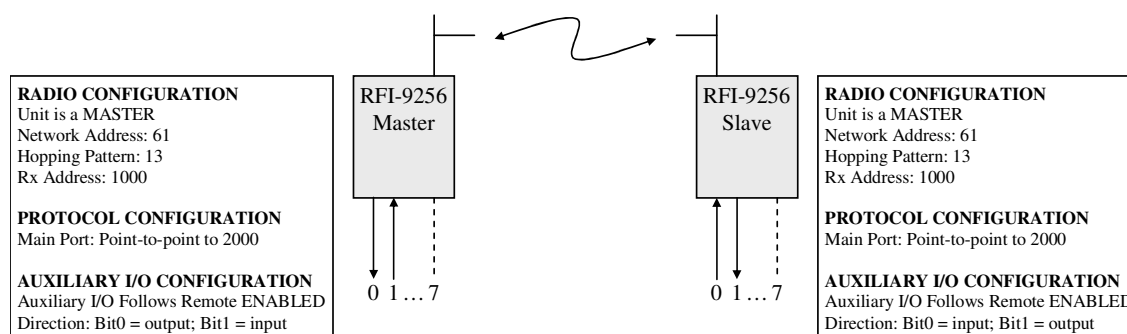 RADIO CONFIGURATION
Unit is a MASTER
Network Address: 61
Hopping Pattern: 13
Rx Address: 1000
PROTOCOL CONFIGURATION
Main Port: Point-to-point to 2000
AUXILIARY I/O CONFIGURATION
Auxiliary I/O Follows Remote ENABLED
Direction: Bit0 = output; Bit1 = input
RFI-9256
Master
0 1 … 7
RFI-9256
Slave
0 1 … 7
RADIO CONFIGURATION
Unit is a MASTER
Network Address: 61
Hopping Pattern: 13
Rx Address: 1000
PROTOCOL CONFIGURATION
Main Port: Point-to-point to 2000
AUXILIARY I/O CONFIGURATION
Auxiliary I/O Follows Remote ENABLED
Direction: Bit0 = input; Bit1 = output